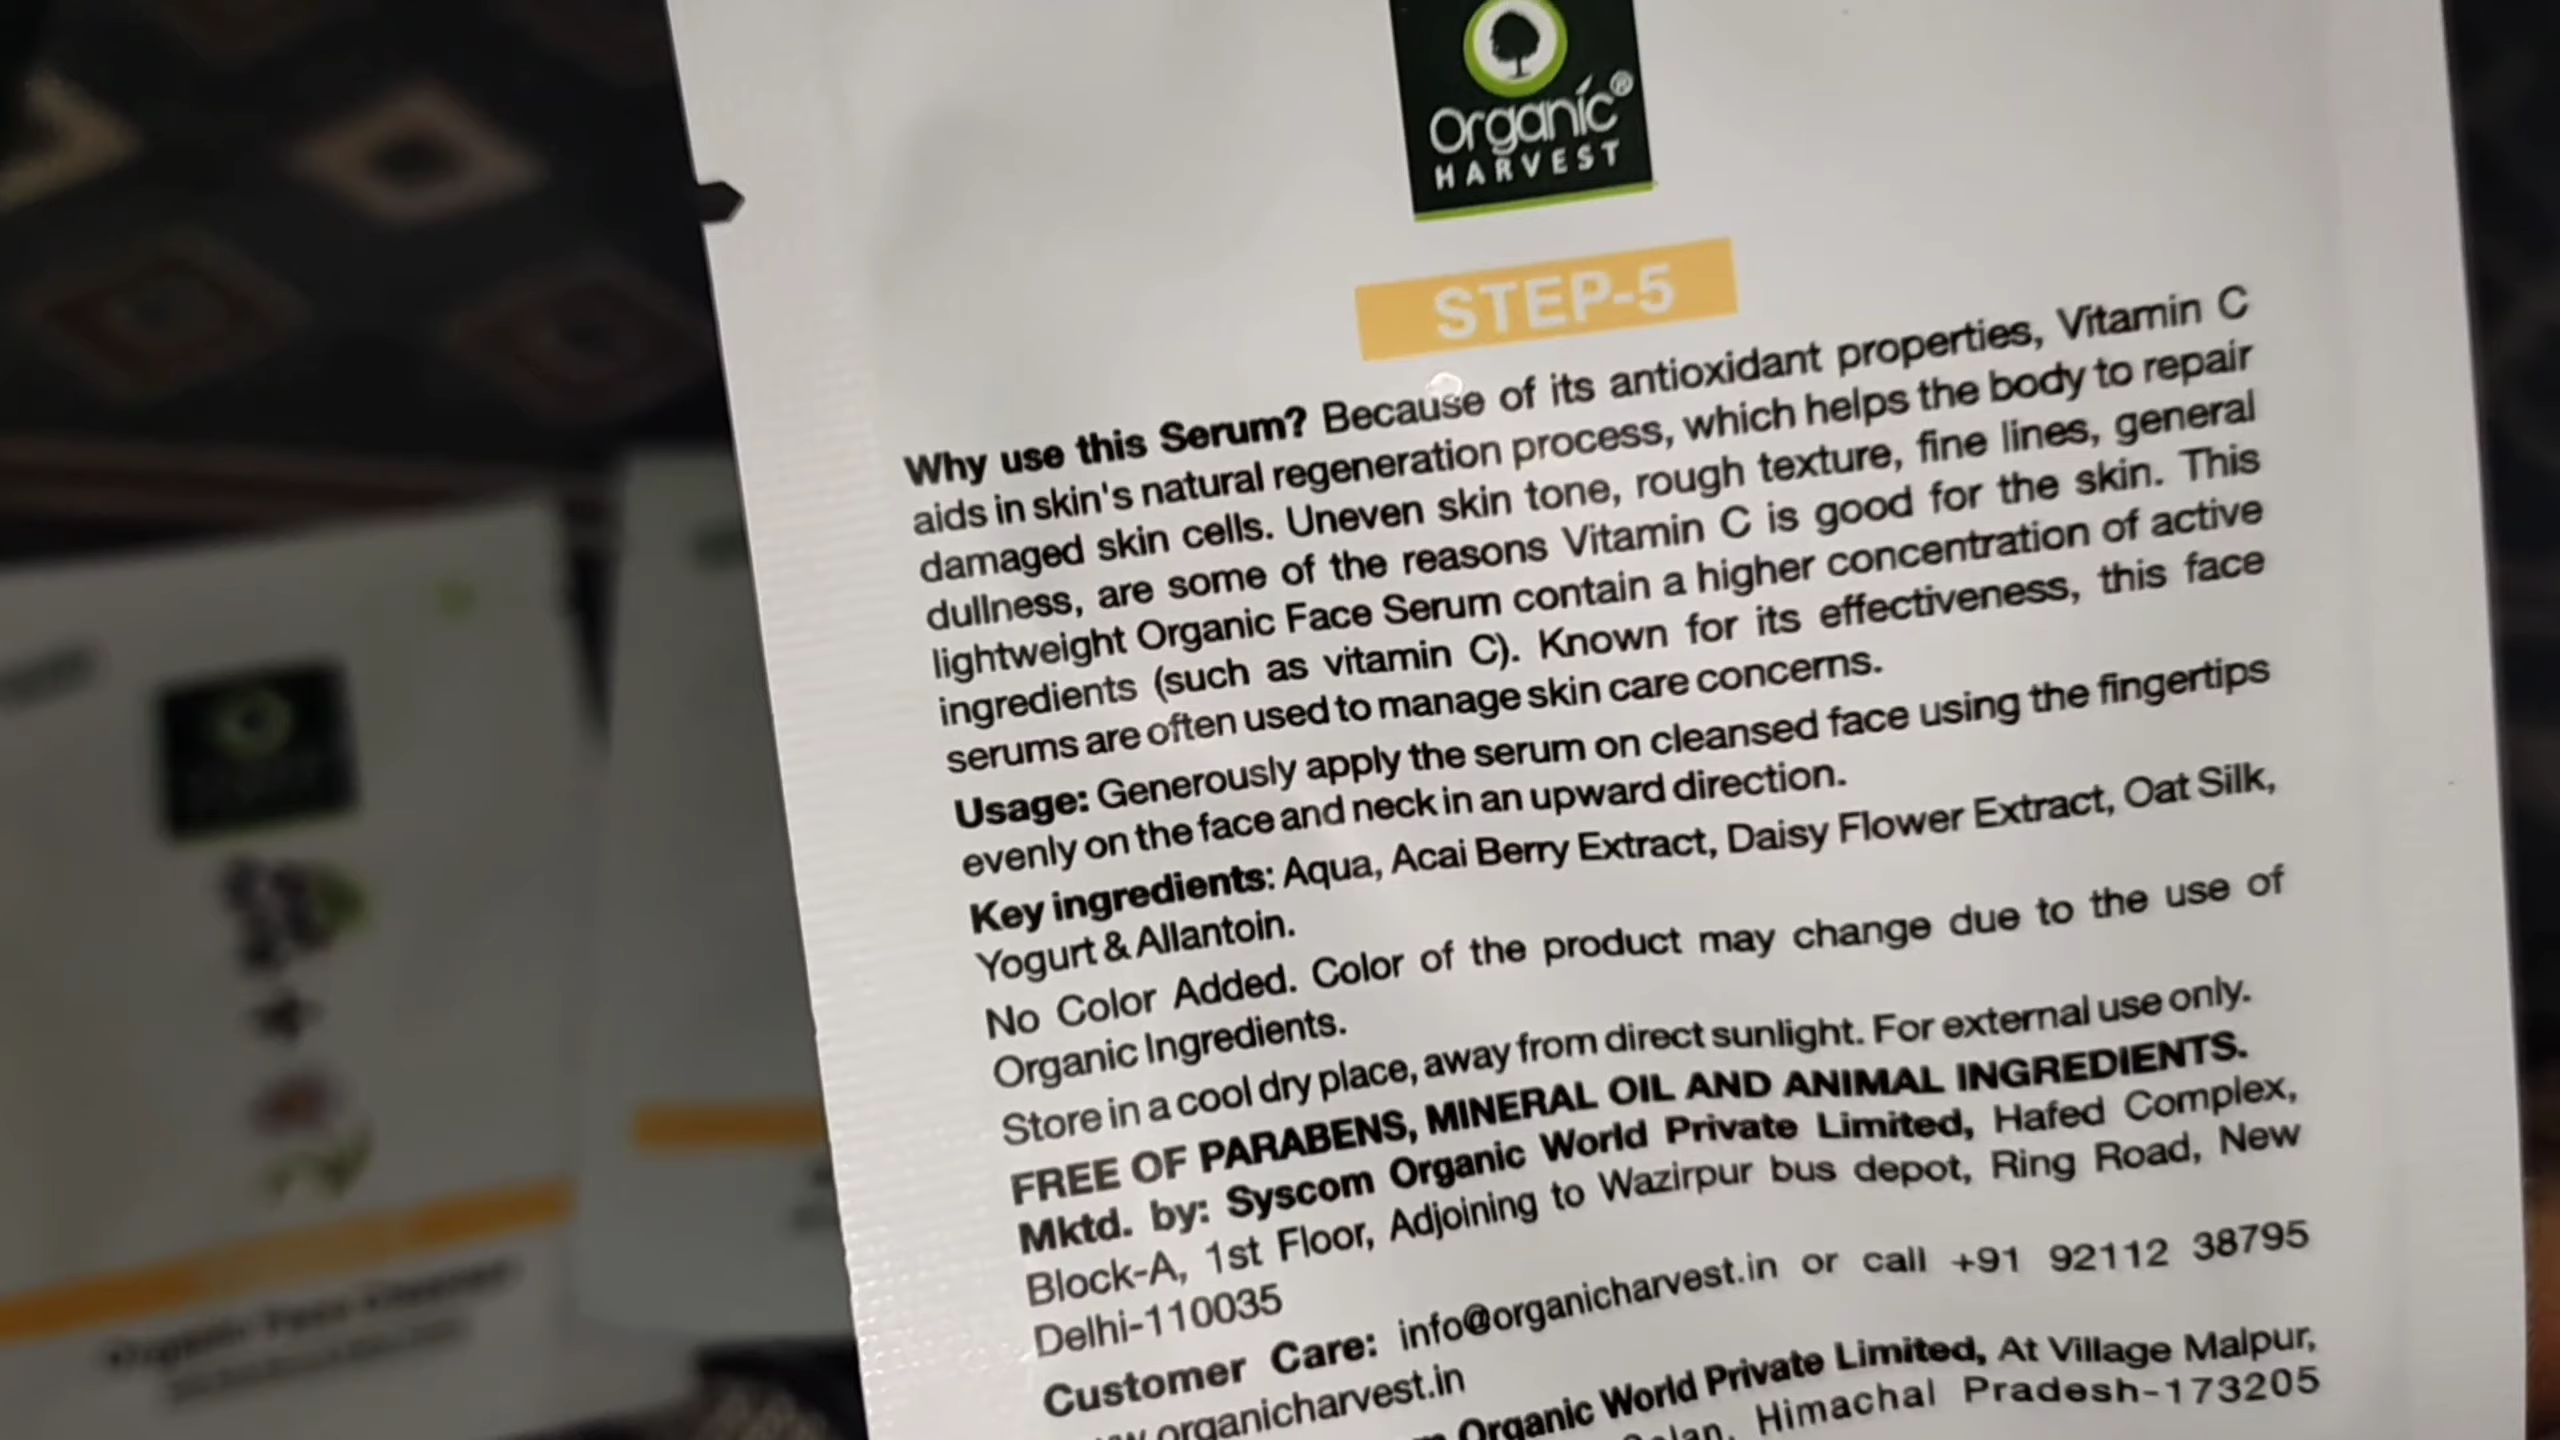 Organic®
HARVEST
STEP-5
Why use this Serum? Because of its antioxidant properties, Vitamin C
aids in skin's natural regeneration process, which helps the body to repair
damaged skin cells. Uneven skin tone, rough texture, fine lines, general
dullness, are some of the reasons Vitamin C is good for the skin. This
lightweight Organic Face Serum contain a higher concentration of active
ingredients (such as vitamin C). Known for its effectiveness, this face
serums are often used to manage skin care concerns.
Usage: Generously apply the serum on cleansed face using the fingertips
evenly on the face and neck in an upward direction.
Key ingredients: Aqua, Acai Berry Extract, Daisy Flower Extract, Oat Silk,
Yogurt & Allantoin.
No Color Added. Color of the product may change due to the use of
Organic Ingredients.
Store in a cool dry place, away from direct sunlight. For external use only.
FREE OF PARABENS, MINERAL OIL AND ANIMAL INGREDIENTS.
Mktd. by: Syscom Organic World Private Limited, Hafed Complex,
Block-A, 1st Floor, Adjoining to Wazirpur bus depot, Ring Road, New
Delhi-110035
Customer Care: info@organicharvest.in or call +91 92112 38795
organicharvest.in
Organic World Private Limited, At Village Malpur,
Himachal Pradesh-173205
Organic Face Cleanser